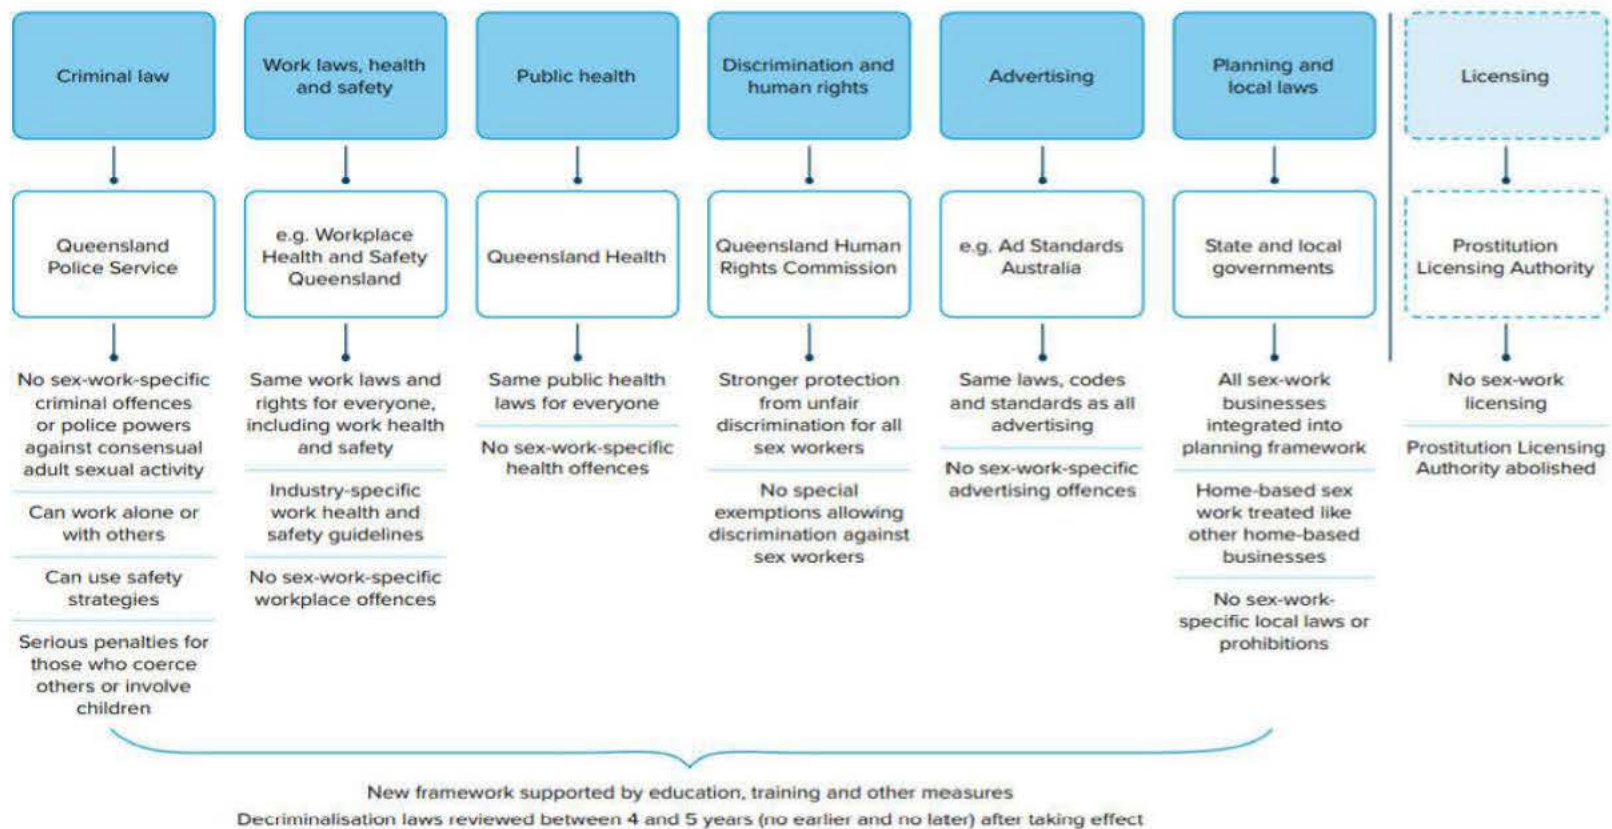 Criminal law
Work laws, health
and safety
Public health
Discrimination and
human rights
Advertising
Planning and
local laws
Licensing
Queensland
Police Service
e.g. Workplace
Health and Safety
Queensland
Queensland Health
Queensland Human
Rights Commission
e.g. Ad Standards
Australia
State and local
governments
Prostitution
Licensing Authority
No sex-work-specific
criminal offences
or police powers
against consensual
adult sexual activity
Can work alone or
with others
Can use safety
strategies
Serious penalties for
those who coerce
others or involve
children
Same work laws and
rights for everyone,
including work health
and safety
Industry-specific
work health and
safety guidelines
No sex-work-specific
workplace offences
Same public health
laws for everyone
No sex-work-specific
health offences
Stronger protection
from unfair
discrimination for all
sex workers
No special
exemptions allowing
discrimination against
sex workers
Same laws, codes
and standards as all
advertising
No sex-work-specific
advertising offences
All sex-work
businesses
integrated into
planning framework
Home-based sex
work treated like
other home-based
businesses
No sex-work-
specific local laws or
prohibitions
No sex-work
licensing
Prostitution Licensing
Authority abolished
New framework supported by education, training and other measures
Decriminalisation laws reviewed between 4 and 5 years (no earlier and no later) after taking effect